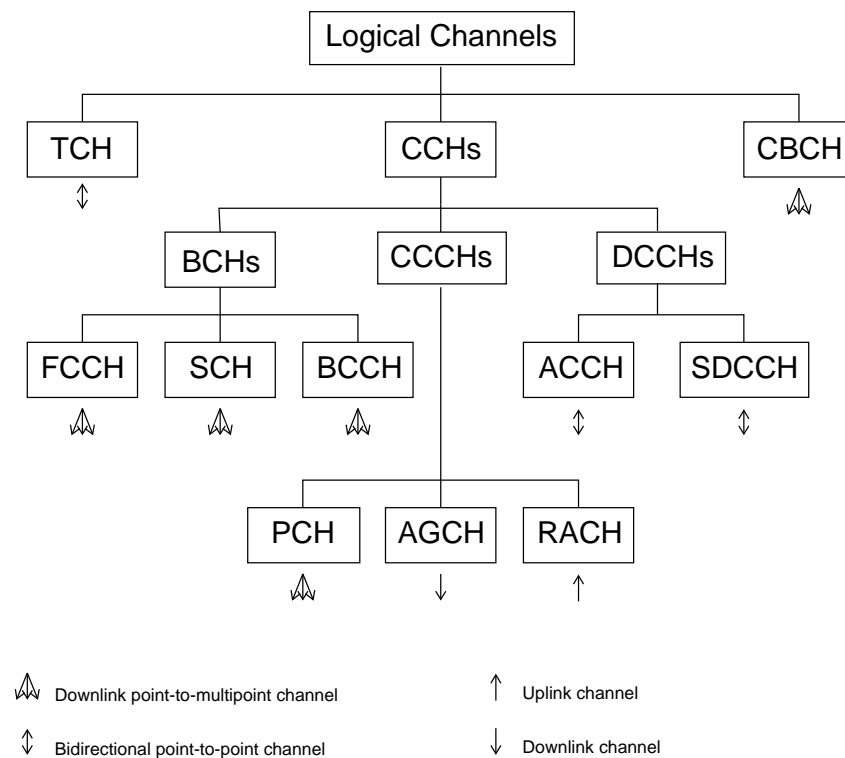 Logical Channels
TCH
CCHs
CBCH
BCHs
CCCHs
DCCHs
FCCH
SCH
BCCH
ACCH
SDCCH
PCH
AGCH
RACH
Downlink point-to-multipoint channel
Uplink channel
Bidirectional point-to-point channel
Downlink channel